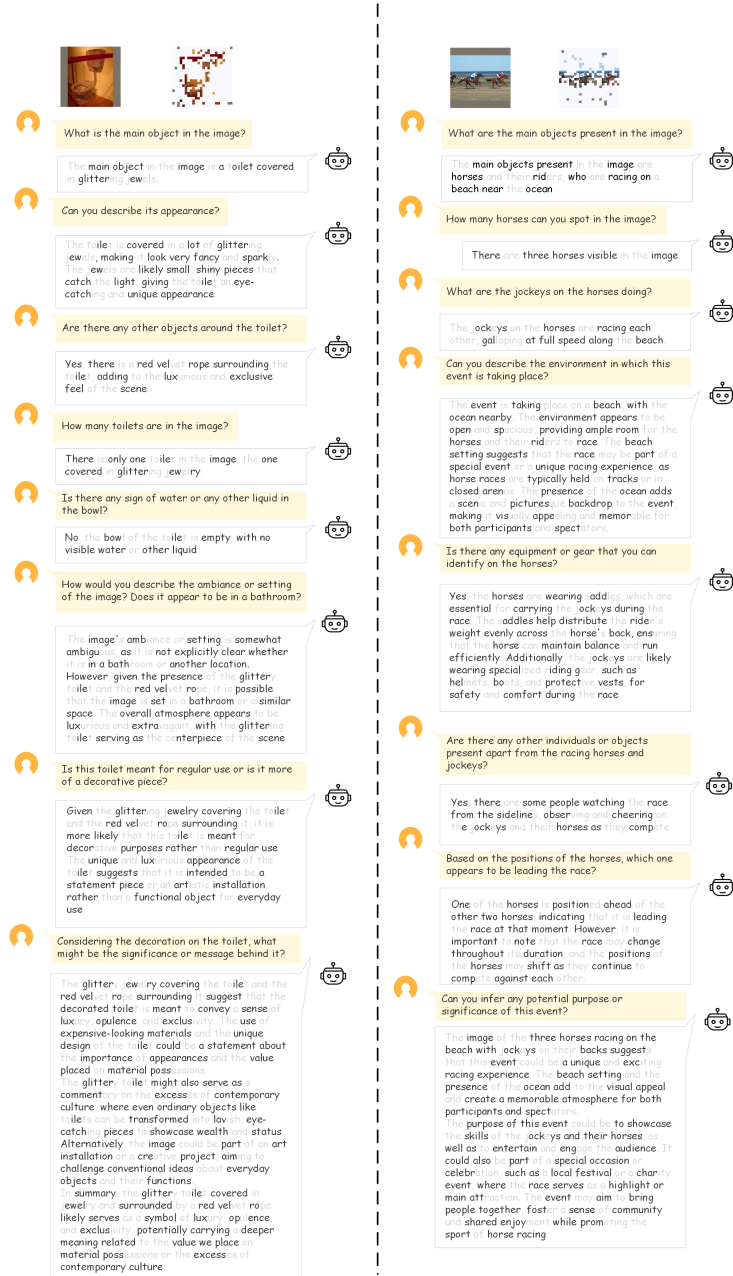 What is the main object in the image?
The main object in the image is a toilet covered
in glittering jewels.
Can you describe its appearance?
The toilet is covered in a lot of glittering
jewels, making it look very fancy and sparkly.
The jewels are likely small, shiny pieces that
catch the light, giving the toilet an eye-
catching and unique appearance.
Are there any other objects around the toilet?
Yes, there is a red velvet rope surrounding the
toilet, adding to the luxurious and exclusive
feel of the scene.
How many toilets are in the image?
There is only one toilet in the image, the one
covered in glittering jewelry.
Is there any sign of water or any other liquid in
the bowl?
No, the bowl of the toilet is empty, with no
visible water or other liquid.
How would you describe the ambiance or setting
of the image? Does it appear to be in a bathroom?
The image's ambiance or setting is somewhat
ambiguous, as it is not explicitly clear whether
it is in a bathroom or another location.
However, given the presence of the glittery
toilet and the red velvet rope, it is possible
that the image is set in a bathroom or a similar
space. The overall atmosphere appears to be
luxurious and extravagant, with the glittering
toilet serving as the centerpiece of the scene.
Is this toilet meant for regular use or is it more
of a decorative piece?
Given the glittering jewelry covering the toilet
and the red velvet rope surrounding it, it is
more likely that this toilet is meant for
decorative purposes rather than regular use.
The unique and luxurious appearance of the
toilet suggests that it is intended to be a
statement piece or an artistic installation
rather than a functional object for everyday
use.
Considering the decoration on the toilet, what
might be the significance or message behind it?
The glittery jewelry covering the toilet and the
red velvet rope surrounding it suggest that the
decorated toilet is meant to convey a sense of
luxury, opulence, and exclusivity. The use of
expensive-looking materials and the unique
design of the toilet could be a statement about
the importance of appearances and the value
placed on material possessions.
The glittery toilet might also serve as a
commentary on the excesses of contemporary
culture, where even ordinary objects like
toilets can be transformed into lavish, eye-
catching pieces to showcase wealth and status.
Alternatively, the image could be part of an art
installation or a creative project, aiming to
challenge conventional ideas about everyday
objects and their functions.
In summary, the glittery toilet covered in
jewelry and surrounded by a red velvet rope
likely serves as a symbol of luxury, opulence,
and exclusivity, potentially carrying a deeper
meaning related to the value we place on
material possessions or the excesses of
contemporary culture.
What are the main objects present in the image?
The main objects present in the image are
horses and their riders, who are racing on a
beach near the ocean.
How many horses can you spot in the image?
There are three horses visible in the image.
What are the jockeys on the horses doing?
The jockeys on the horses are racing each
other, galloping at full speed along the beach.
Can you describe the environment in which this
event is taking place?
The event is taking place on a beach, with the
ocean nearby. The environment appears to be
open and spacious, providing ample room for the
horses and their riders to race. The beach
setting suggests that the race may be part of a
special event or a unique racing experience, as
horse races are typically held on tracks or in
closed arenas. The presence of the ocean adds
a scenic and picturesque backdrop to the event,
making it visually appealing and memorable for
both participants and spectators.
Is there any equipment or gear that you can
identify on the horses?
Yes, the horses are wearing saddles, which are
essential for carrying the jockeys during the
race. The saddles help distribute the rider's
weight evenly across the horse's back, ensuring
that the horse can maintain balance and run
efficiently. Additionally, the jockeys are likely
wearing specialized riding gear, such as
helmets, boots, and protective vests, for
safety and comfort during the race.
Are there any other individuals or objects
present apart from the racing horses and
jockeys?
Yes, there are some people watching the race
from the sidelines, observing and cheering on
the jockeys and their horses as they compete.
Based on the positions of the horses, which one
appears to be leading the race?
One of the horses is positioned ahead of the
other two horses, indicating that it is leading
the race at that moment. However, it is
important to note that the race may change
throughout its duration, and the positions of
the horses may shift as they continue to
compete against each other.
Can you infer any potential purpose or
significance of this event?
The image of the three horses racing on the
beach with jockeys on their backs suggests
that this event could be a unique and exciting
racing experience. The beach setting and the
presence of the ocean add to the visual appeal
and create a memorable atmosphere for both
participants and spectators.
The purpose of this event could be to showcase
the skills of the jockeys and their horses, as
well as to entertain and engage the audience. It
could also be part of a special occasion or
celebration, such as a local festival or a charity
event, where the race serves as a highlight or
main attraction. The event may aim to bring
people together, foster a sense of community
and shared enjoyment while promoting the
sport of horse racing.